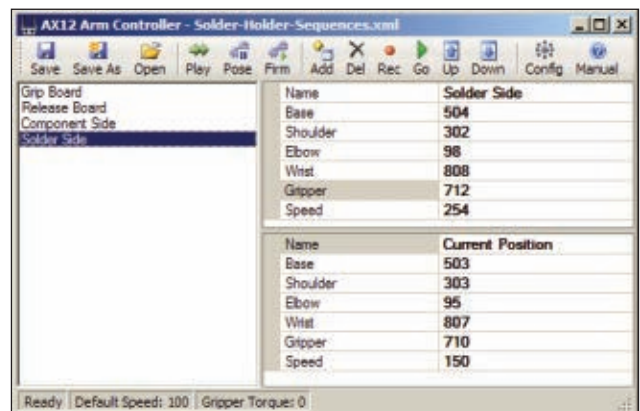 AX12 Arm Controller - Solder-Holder-Sequences.xml
Save Save As Open Play Pose Firm Add Del Rec Go Up Down Config Manual
Grip Board
Release Board
Component Side
Solder Side
Name Solder Side
Base 504
Shoulder 302
Elbow 98
Wrist 808
Gripper 712
Speed 254
Name Current Position
Base 503
Shoulder 303
Elbow 95
Wrist 807
Gripper 710
Speed 150
Ready Default Speed: 100 Gripper Torque: 0